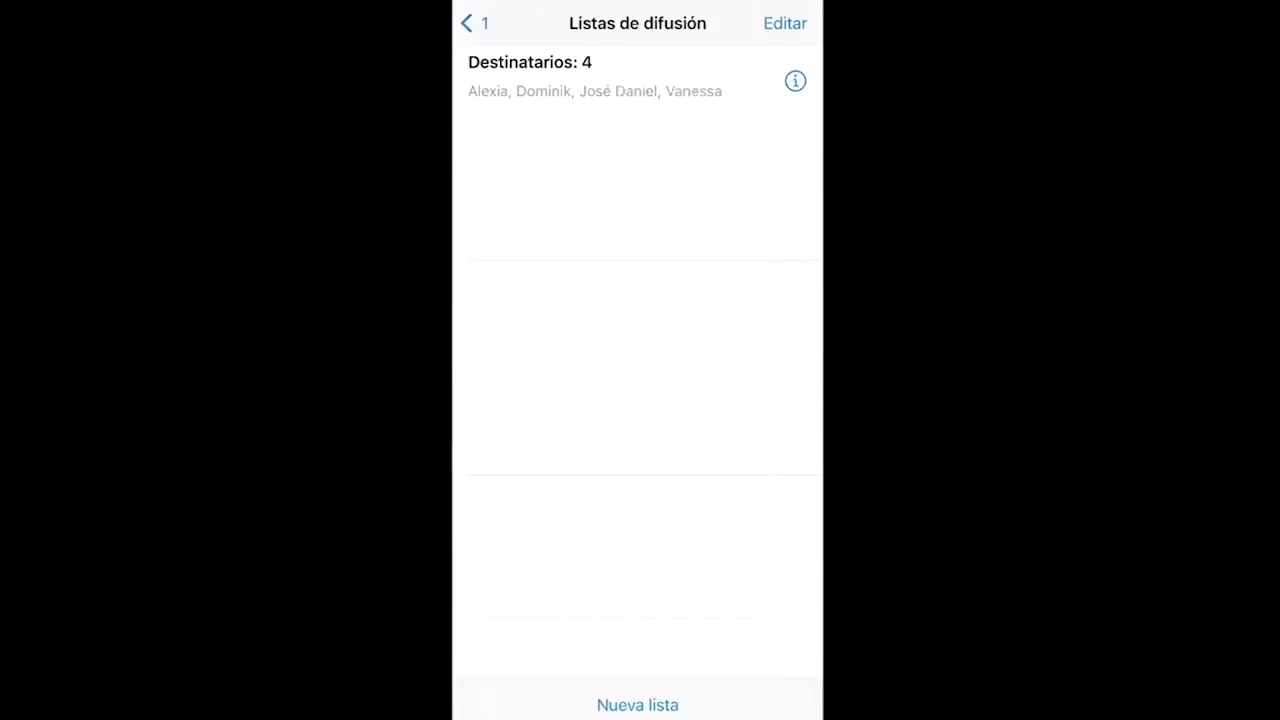 1 Listas de difusión Editar
Destinatarios: 4
Alexia, Dominik, José Daniel, Vanessa
Nueva lista